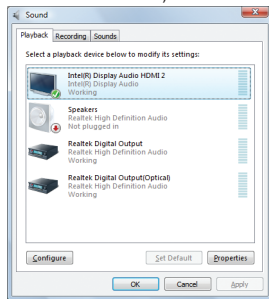 Sound
Playback Recording Sounds
Select a playback device below to modify its settings:
Intel(R) Display Audio HDMI 2
Intel(R) Display Audio
Working
Speakers
Realtek High Definition Audio
Not plugged in
Realtek Digital Output
Realtek High Definition Audio
Working
Realtek Digital Output(Optical)
Realtek High Definition Audio
Working
Configure Set Default Properties
OK Cancel Apply